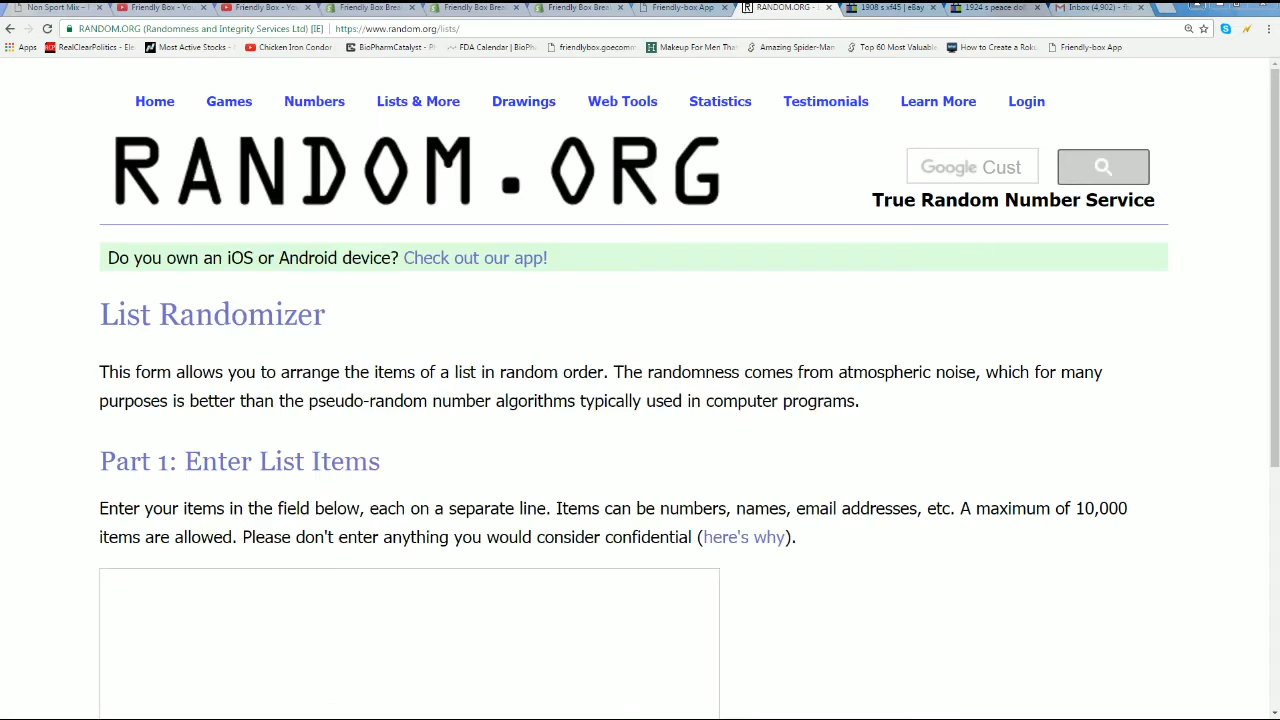 Non Sport Mix – Friendly Box - Yo Friendly Box - Yo Friendly Box Brea Friendly Box Brea Friendly Box Brea Friendly-box App RANDOM.ORG - 1908 s xf45 | eBay 1924 s peace doll Inbox (4,902) - fl
RANDOM.ORG (Randomness and Integrity Services Ltd) [IE] https://www.random.org/lists/
Apps RealClearPolitics - Ele Most Active Stocks - Chicken Iron Condor BioPharmCatalyst - Pl FDA Calendar | BioPh friendlybox.goecomm Makeup For Men That Amazing Spider-Man Top 60 Most Valuable How to Create a Roku Friendly-box App
Home Games Numbers Lists & More Drawings Web Tools Statistics Testimonials Learn More Login
RANDOM.ORG
Google Cust
True Random Number Service
Do you own an iOS or Android device? Check out our app!
List Randomizer
This form allows you to arrange the items of a list in random order. The randomness comes from atmospheric noise, which for many
purposes is better than the pseudo-random number algorithms typically used in computer programs.
Part 1: Enter List Items
Enter your items in the field below, each on a separate line. Items can be numbers, names, email addresses, etc. A maximum of 10,000
items are allowed. Please don't enter anything you would consider confidential (here's why).